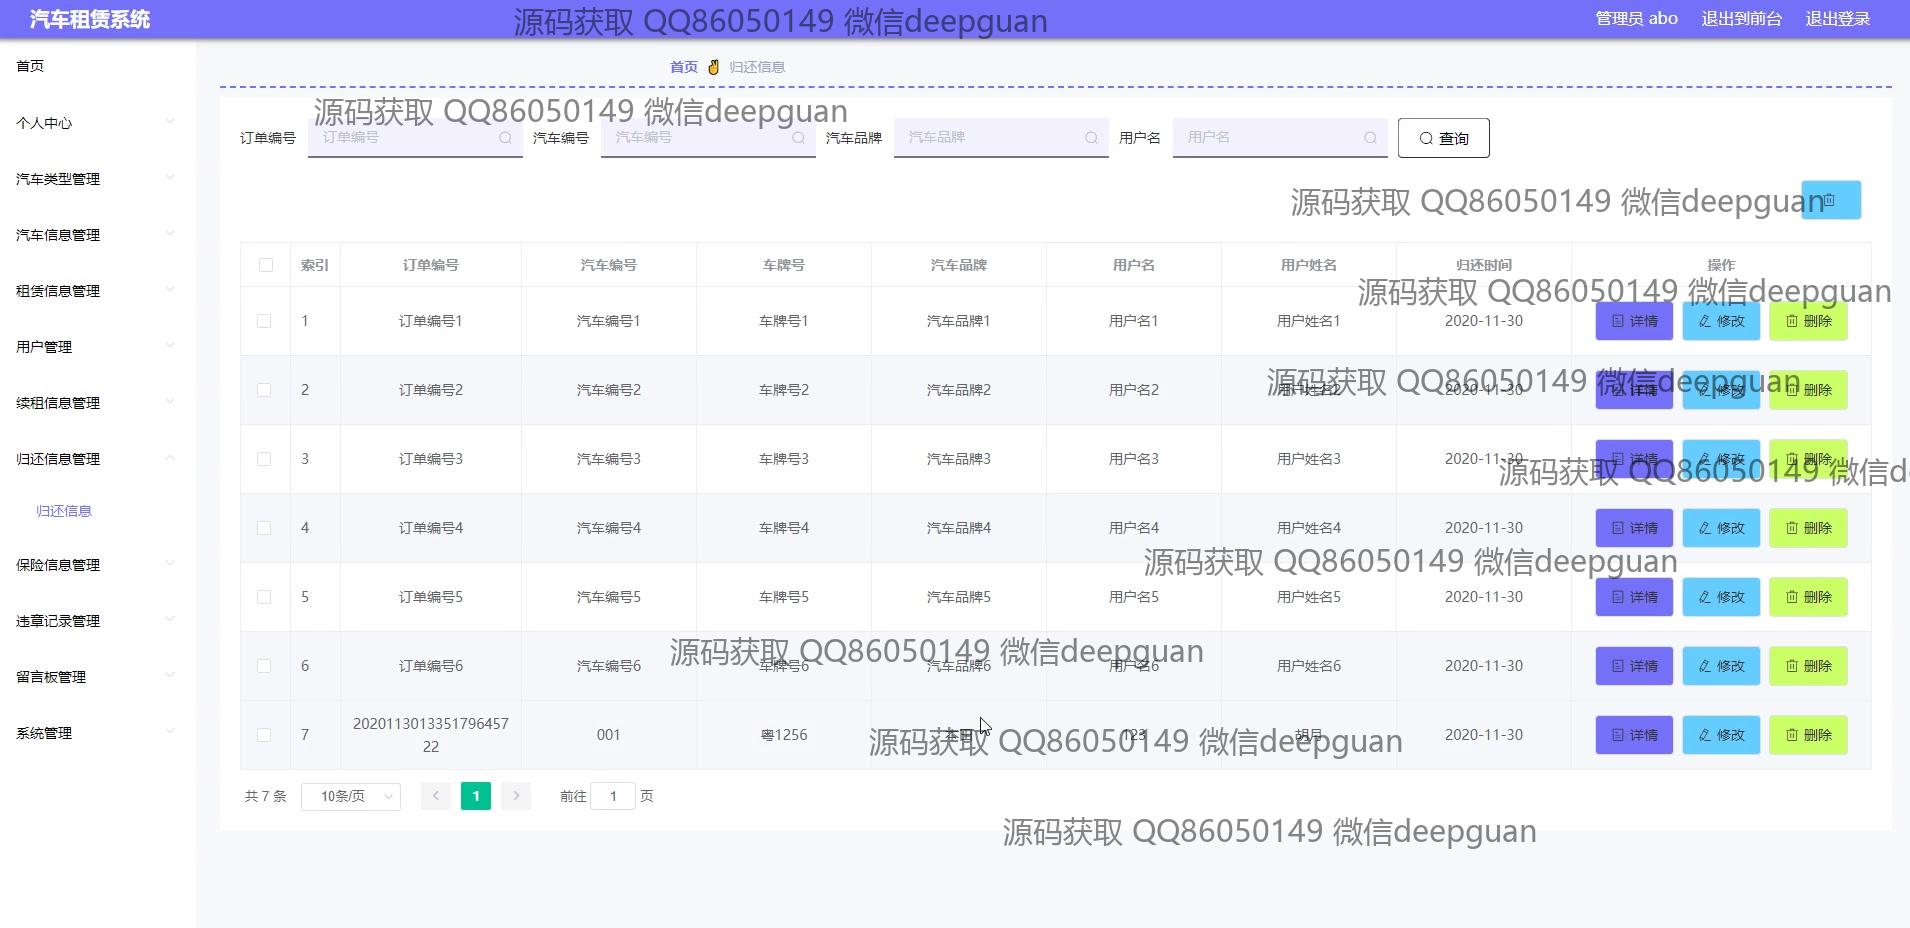 汽车租赁系统
源码获取 QQ86050149 微信deepguan
管理员 abo 退出到前台 退出登录
首页
个人中心
汽车类型管理
汽车信息管理
租赁信息管理
用户管理
续租信息管理
归还信息管理
归还信息
保险信息管理
违章记录管理
留言板管理
系统管理
首页 归还信息
源码获取 QQ86050149 微信deepguan
订单编号 订单编号 汽车编号 汽车编号 汽车品牌 汽车品牌 用户名 用户名 查询
源码获取 QQ86050149 微信deepguan
索引 订单编号 汽车编号 车牌号 汽车品牌 用户名 用户姓名 归还时间 操作
源码获取 QQ86050149 微信deepguan
1 订单编号1 汽车编号1 车牌号1 汽车品牌1 用户名1 用户姓名1 2020-11-30 详情 修改 删除
源码获取 QQ86050149 微信deepguan
2 订单编号2 汽车编号2 车牌号2 汽车品牌2 用户名2 用户姓名2 2020-11-30 详情 修改 删除
3 订单编号3 汽车编号3 车牌号3 汽车品牌3 用户名3 用户姓名3 2020-11-30 详情 修改 删除
源码获取 QQ86050149 微信d
4 订单编号4 汽车编号4 车牌号4 汽车品牌4 用户名4 用户姓名4 2020-11-30 详情 修改 删除
源码获取 QQ86050149 微信deepguan
5 订单编号5 汽车编号5 车牌号5 汽车品牌5 用户名5 用户姓名5 2020-11-30 详情 修改 删除
源码获取 QQ86050149 微信deepguan
6 订单编号6 汽车编号6 车牌号6 汽车品牌6 用户名6 用户姓名6 2020-11-30 详情 修改 删除
7 2020113013351796457
22 001 粤1256 本田 123 胡月 2020-11-30 详情 修改 删除
源码获取 QQ86050149 微信deepguan
共 7 条 10条/页 1 前往 1 页
源码获取 QQ86050149 微信deepguan